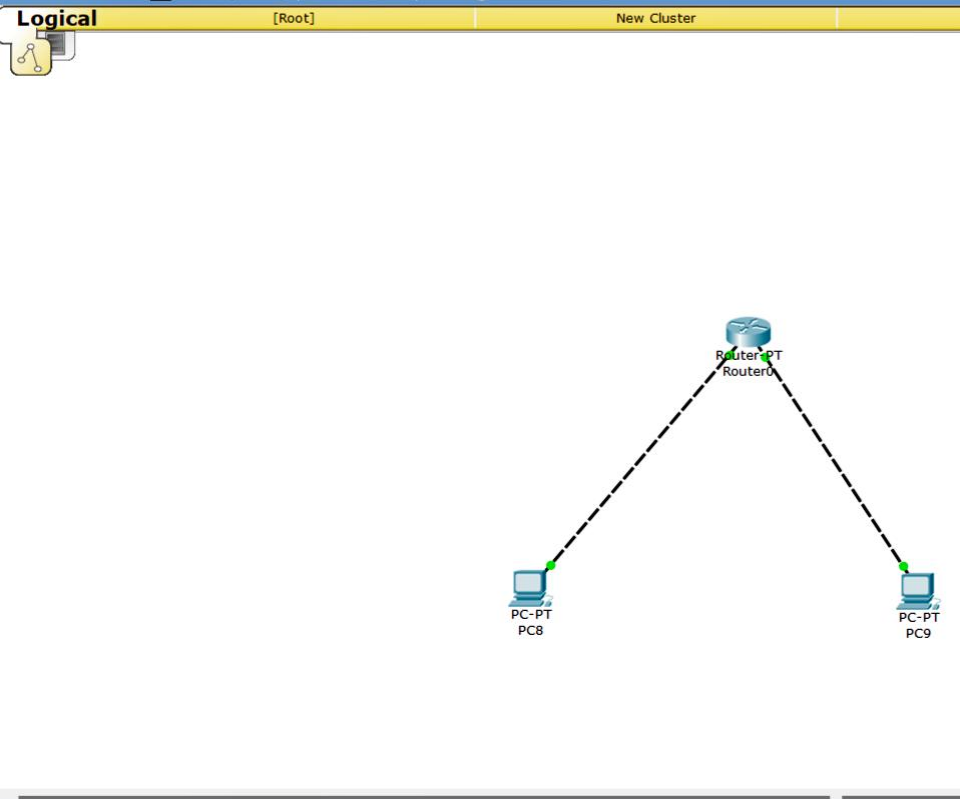 Logical
[Root]
New Cluster
Router-PT
Router0
PC-PT
PC8
PC-PT
PC9